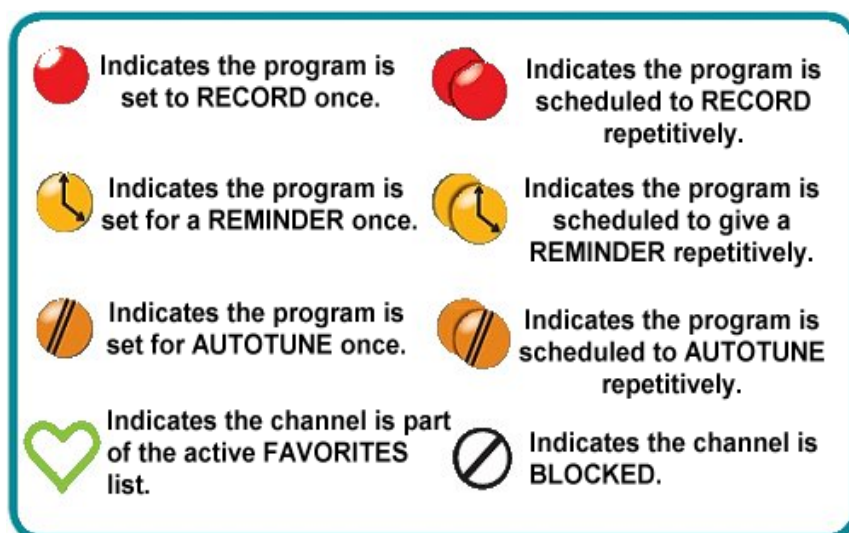 Indicates the program is
set to RECORD once.
Indicates the program is
scheduled to RECORD
repetitively.
Indicates the program is
set for a REMINDER once.
Indicates the program is
scheduled to give a
REMINDER repetitively.
Indicates the program is
set for AUTOTUNE once.
Indicates the program is
scheduled to AUTOTUNE
repetitively.
Indicates the channel is part
of the active FAVORITES
list.
Indicates the channel is
BLOCKED.